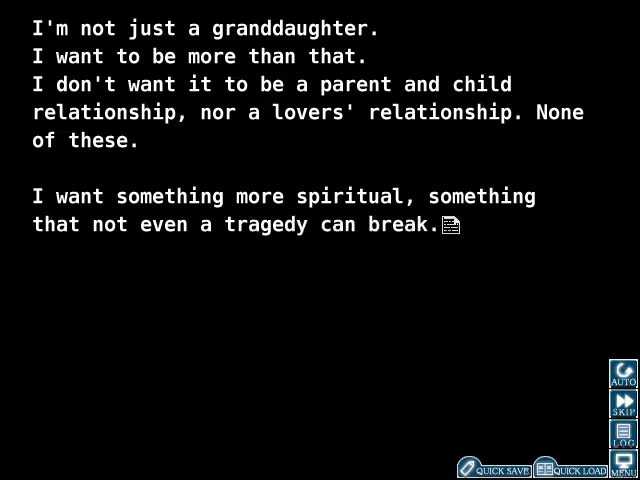 I'm not just a granddaughter.
I want to be more than that.
I don't want it to be a parent and child
relationship, nor a lovers' relationship. None
of these.
I want something more spiritual, something
that not even a tragedy can break.
AUTO
SKIP
LOG
QUICK SAVE
QUICK LOAD
MENU